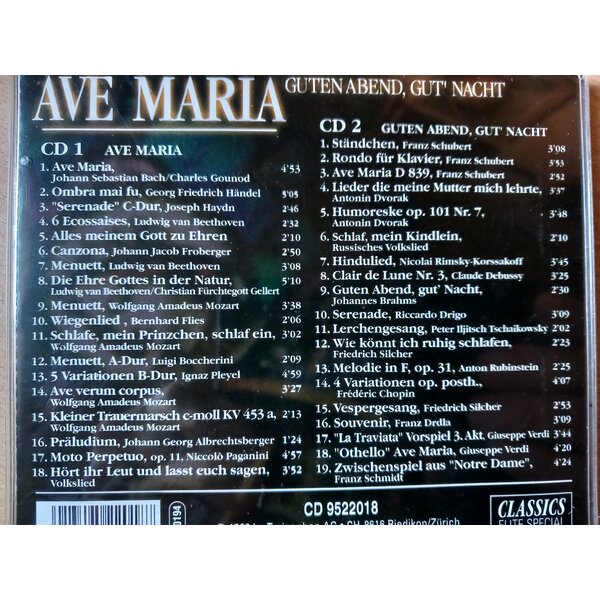 AVE MARIA GUTEN ABEND, GUT' NACHT
CD 1 AVE MARIA
1. Ave Maria, 4'53
Johann Sebastian Bach/Charles Gounod
2. Ombra mai fu, Georg Friedrich Händel 5'05
3. "Serenade" C-Dur, Joseph Haydn 2'46
4. 6 Ecossaises, Ludwig van Beethoven 2'32
5. Alles meinem Gott zu Ehren 2'10
6. Canzona, Johann Jacob Froberger 2'50
7. Menuett, Ludwig van Beethoven 3'08
8. Die Ehre Gottes in der Natur, 2'10
Ludwig van Beethoven/Christian Fürchtegott Gellert
9. Menuett, Wolfgang Amadeus Mozart 3'38
10. Wiegenlied , Bernhard Flies 2'06
11. Schlafe, mein Prinzchen, schlaf ein, 3'02
Wolfgang Amadeus Mozart
12. Menuett, A-Dur, Luigi Boccherini 2'09
13. 5 Variationen B-Dur, Ignaz Pleyel 4'59
14. Ave verum corpus, 3'27
Wolfgang Amadeus Mozart
15. Kleiner Trauermarsch c-moll KV 453 a, 2'13
Wolfgang Amadeus Mozart
16. Präludium, Johann Georg Albrechtsberger 1'24
17. Moto Perpetuo, op. 11, Niccolò Paganini 4'57
18. Hört ihr Leut und lasst euch sagen, 3'52
Volkslied
CD 2 GUTEN ABEND, GUT' NACHT
1. Ständchen, Franz Schubert 3'08
2. Rondo für Klavier, Franz Schubert 3'53
3. Ave Maria D 839, Franz Schubert 2'52
4. Lieder die meine Mutter mich lehrte, 3'37
Antonin Dvorak
5. Humoreske op. 101 Nr. 7, 3'48
Antonin Dvorak
6. Schlaf, mein Kindlein, 2'10
Russisches Volkslied
7. Hindulied, Nicolai Rimsky-Korssakoff 3'45
8. Clair de Lune Nr. 3, Claude Debussy 3'25
9. Guten Abend, gut' Nacht, 2'30
Johannes Brahms
10. Serenade, Riccardo Drigo 3'09
11. Lerchengesang, Peter Iljitsch Tschaikowsky 2'02
12. Wie könnt ich ruhig schlafen, 2'23
Friedrich Silcher
13. Melodie in F, op. 31, Anton Rubinstein 2'25
14. 4 Variationen op. posth., 4'07
Frédéric Chopin
15. Vespergesang, Friedrich Silcher 2'53
16. Souvenir, Franz Drdla 3'09
17. "La Traviata" Vorspiel 3. Akt, Giuseppe Verdi 3'44
18. "Othello" Ave Maria, Giuseppe Verdi 4'20
19. Zwischenspiel aus "Notre Dame", 4'24
Franz Schmidt
0194
CD 9522018
CH-8616 Riedikon/Zürich
CLASSICS
ELITE SPECIAL